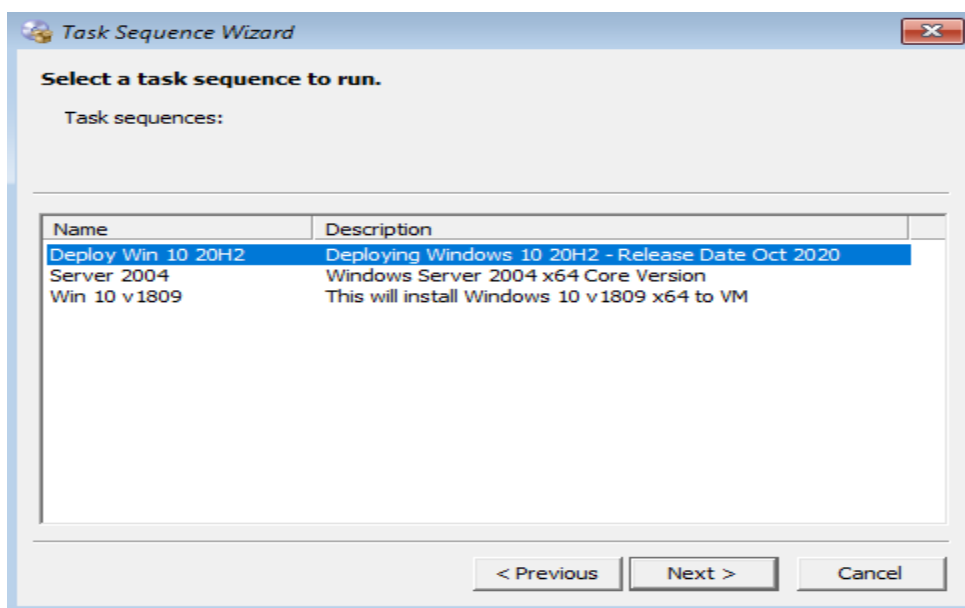 Task Sequence Wizard
Select a task sequence to run.
Task sequences:
Name Description
Deploy Win 10 20H2 Deploying Windows 10 20H2 - Release Date Oct 2020
Server 2004 Windows Server 2004 x64 Core Version
Win 10 v1809 This will install Windows 10 v1809 x64 to VM
< Previous Next > Cancel